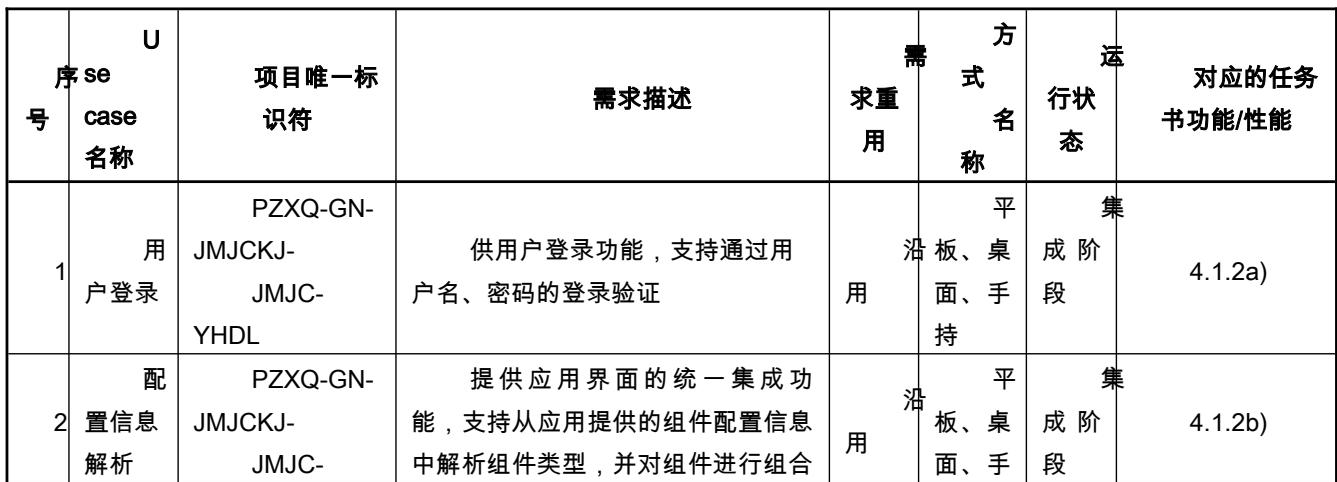 序号
Use case 名称
项目唯一标识符
需求描述
需求重用
方式名称
运行状态
对应的任务书功能/性能
1
用户登录
PZXQ-GN-
JMJCKJ-
JMJC-
YHDL
供用户登录功能，支持通过用
户名、密码的登录验证
沿用
平板、桌面、手持
集成阶段
4.1.2a)
2
配置信息解析
PZXQ-GN-
JMJCKJ-
JMJC-
提供应用界面的统一集成功
能，支持从应用提供的组件配置信息
中解析组件类型，并对组件进行组合
沿用
平板、桌面、手
集成阶段
4.1.2b)